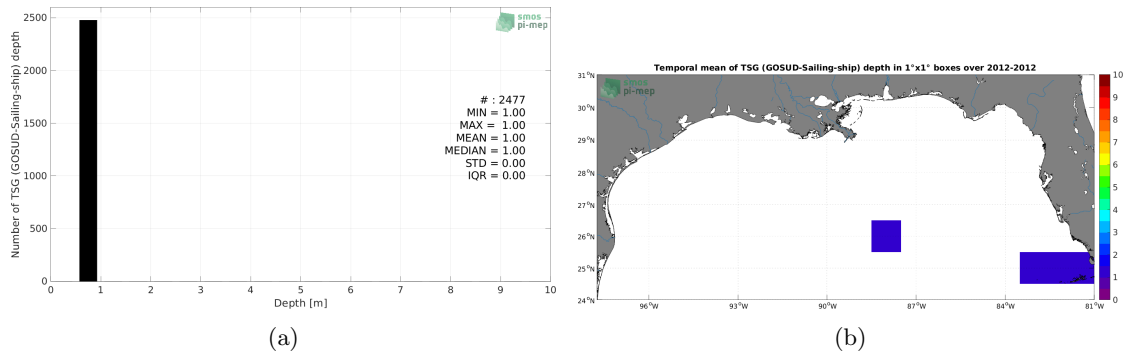 2500
2000
1500
1000
500
0
Number of TSG (GOSUD-Sailing-ship) depth
smos
pi-mep
# : 2477
MIN = 1.00
MAX = 1.00
MEAN = 1.00
MEDIAN = 1.00
STD = 0.00
IQR = 0.00
0 1 2 3 4 5 6 7 8 9 10
Depth [m]
(a)
Temporal mean of TSG (GOSUD-Sailing-ship) depth in 1°x1° boxes over 2012-2012
smos
pi-mep
31°N
30°N
29°N
28°N
27°N
26°N
25°N
24°N
96°W 93°W 90°W 87°W 84°W 81°W
10
9
8
7
6
5
4
3
2
1
0
(b)